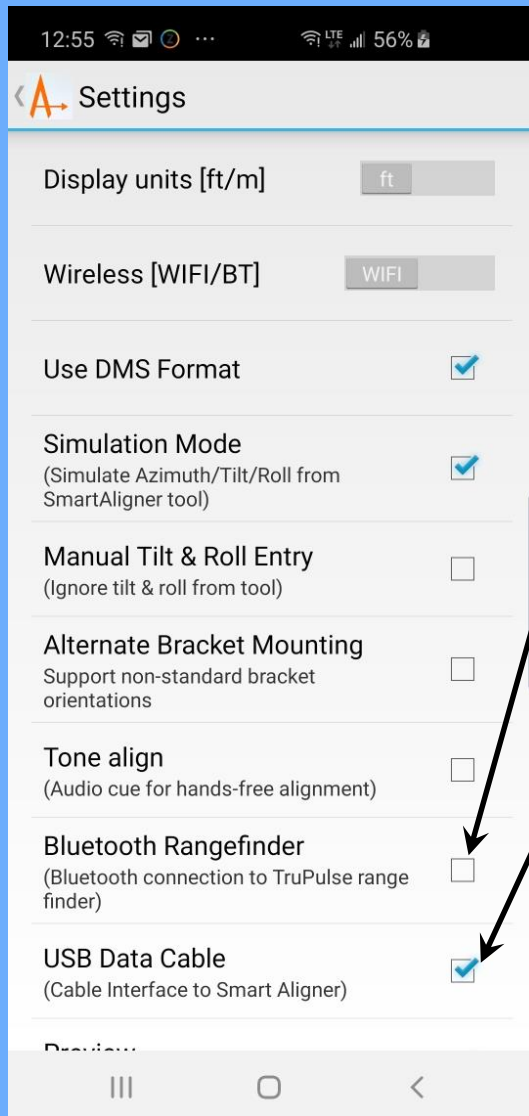 12:55 ... LTE 56%
Settings
Display units [ft/m] ft
Wireless [WIFI/BT] WIFI
Use DMS Format
Simulation Mode
(Simulate Azimuth/Tilt/Roll from
SmartAligner tool)
Manual Tilt & Roll Entry
(Ignore tilt & roll from tool)
Alternate Bracket Mounting
Support non-standard bracket
orientations
Tone align
(Audio cue for hands-free alignment)
Bluetooth Rangefinder
(Bluetooth connection to TruPulse range
finder)
USB Data Cable
(Cable Interface to Smart Aligner)